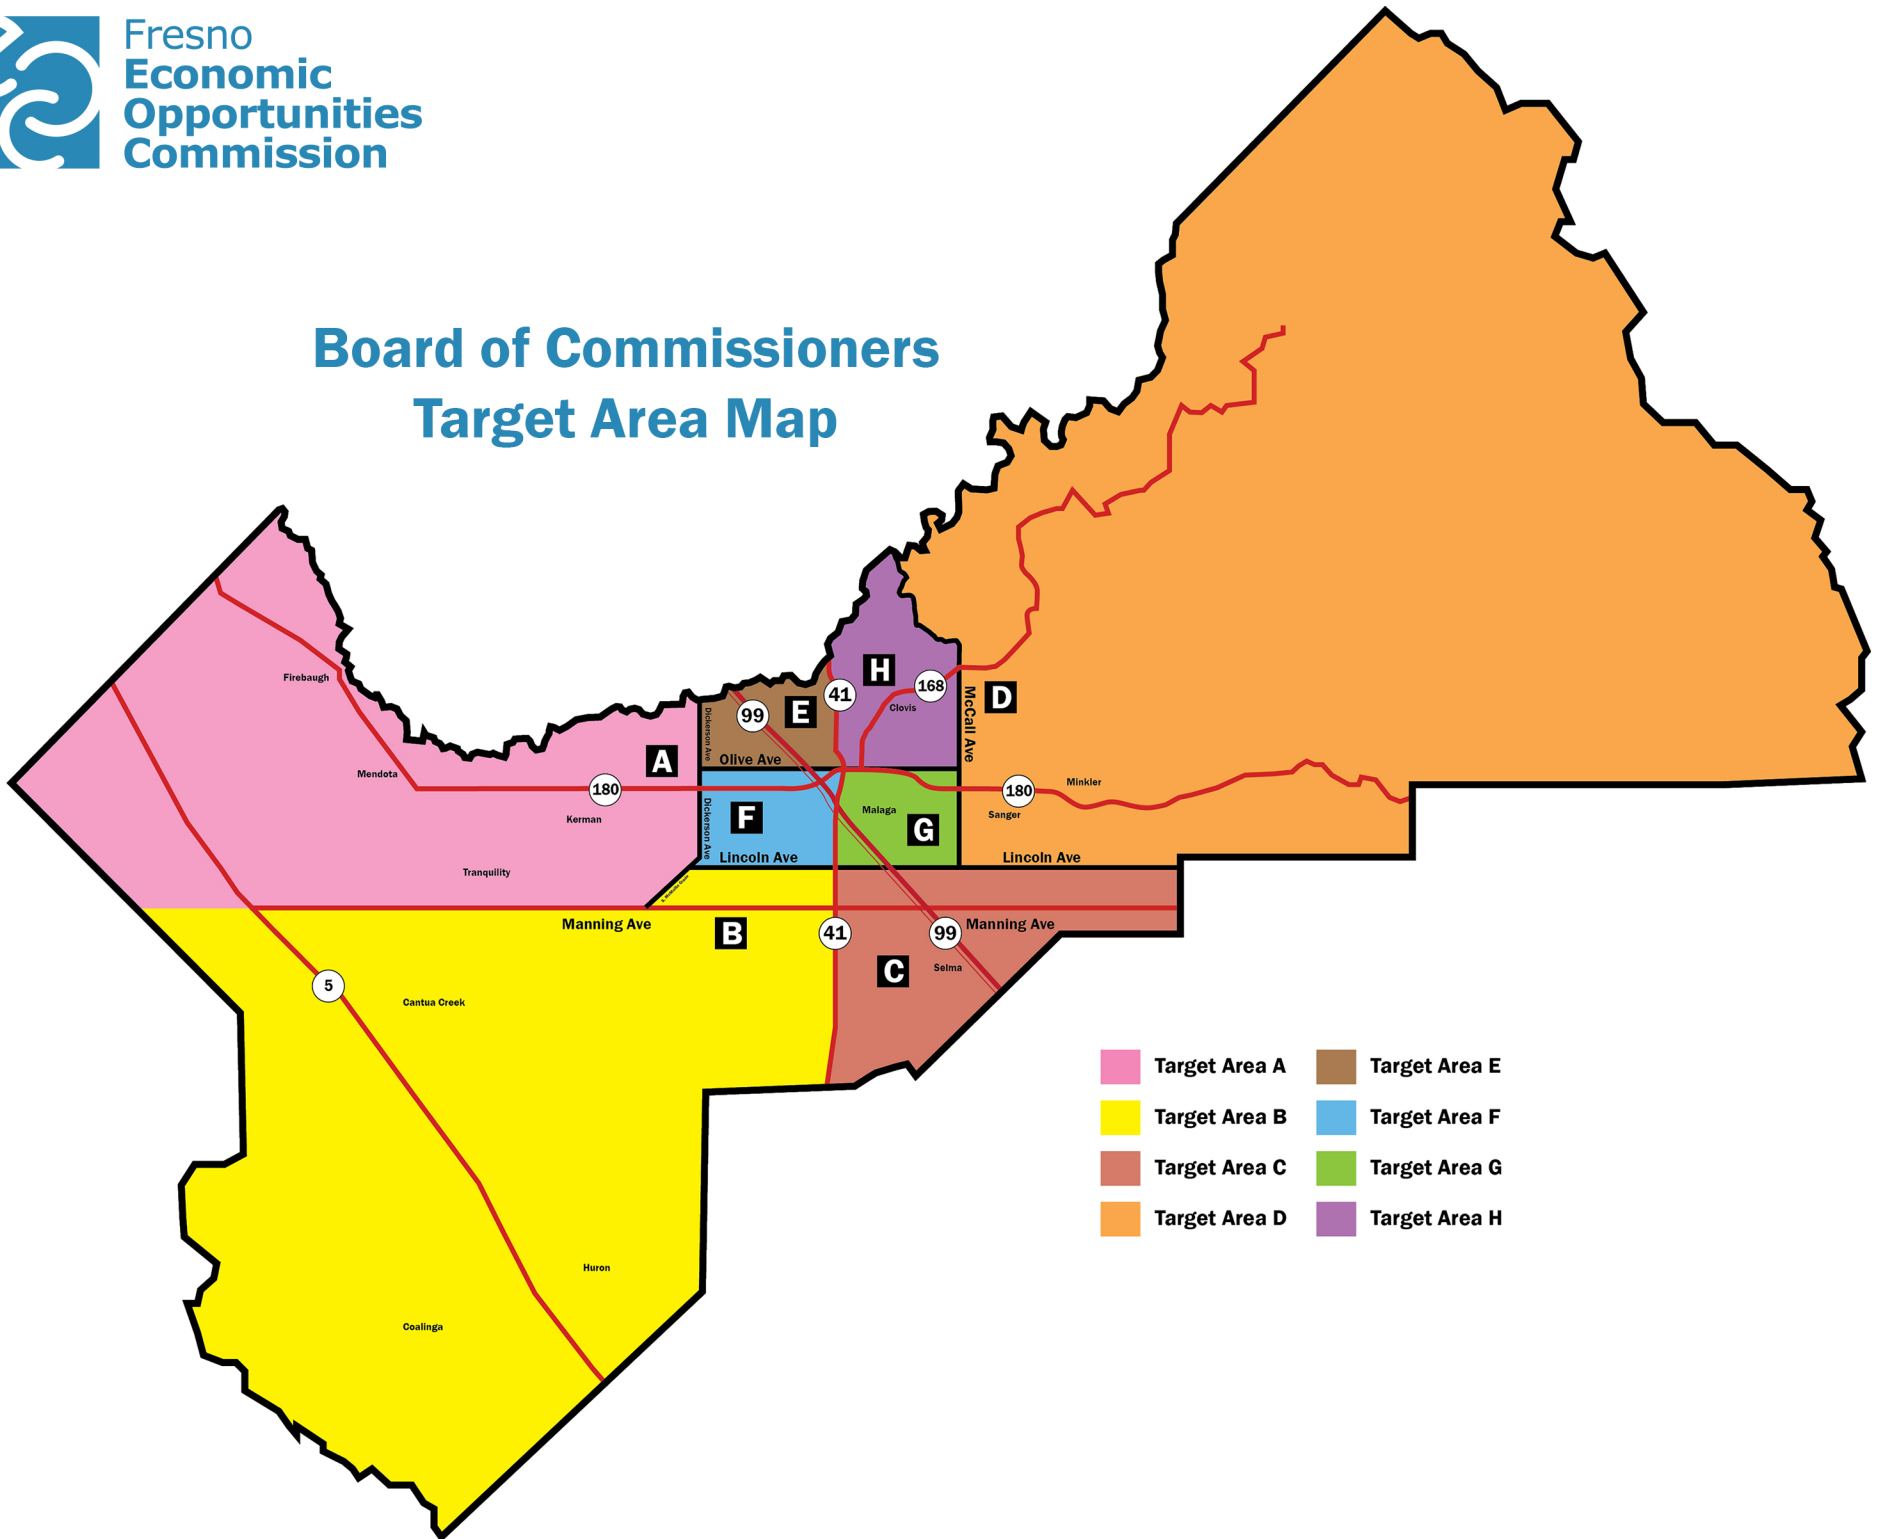 Fresno
Economic
Opportunities
Commission
Board of Commissioners
Target Area Map
Firebaugh
Mendota
Kerman
Tranquility
A
180
Dickerson Ave
99
E
Olive Ave
41
H
168
Clovis
McCall Ave
D
Dickerson Ave
F
Lincoln Ave
Malaga
G
180
Minkler
Sanger
Lincoln Ave
Manning Ave
B
41
99
Manning Ave
C
Selma
5
Cantua Creek
Huron
Coalinga
Target Area A
Target Area B
Target Area C
Target Area D
Target Area E
Target Area F
Target Area G
Target Area H